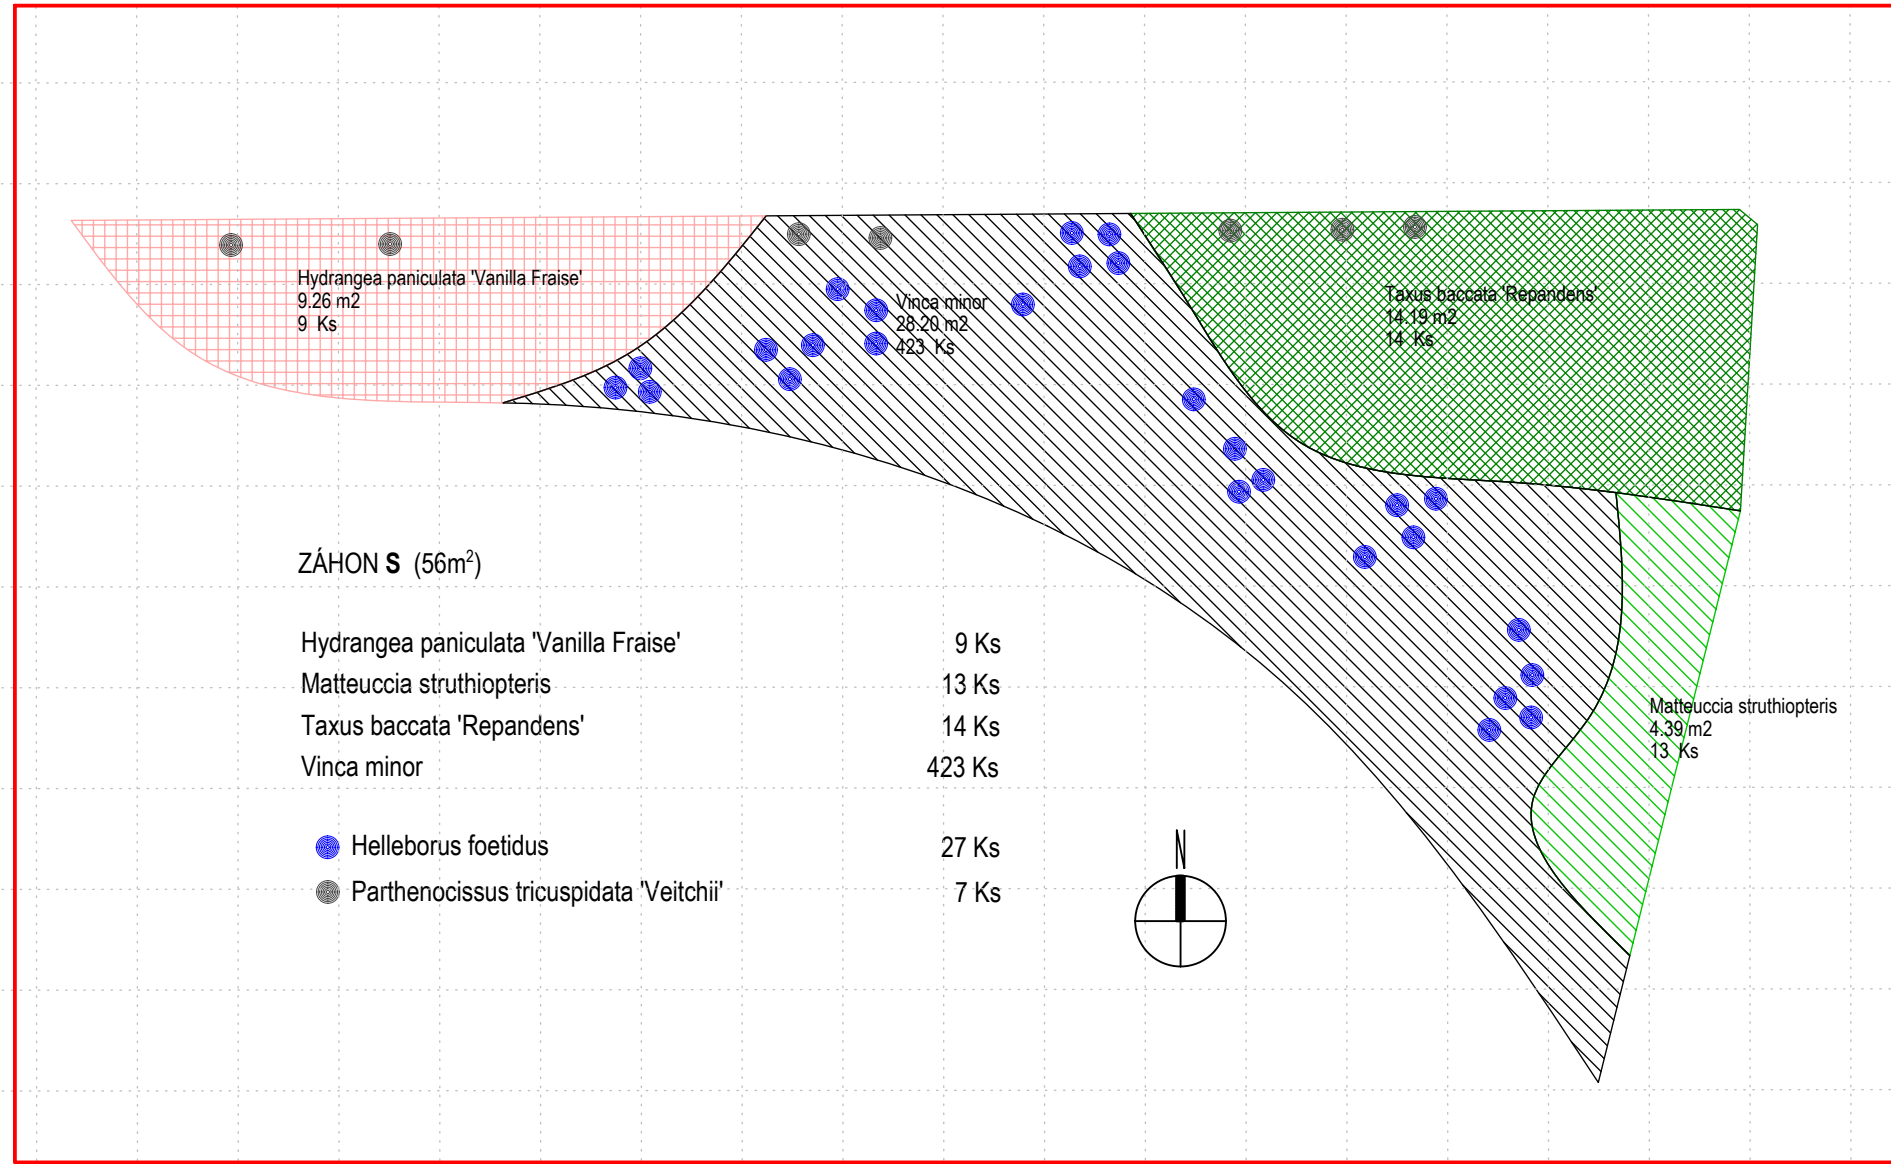 Hydrangea paniculata 'Vanilla Fraise'
9.26 m2
9 Ks
Vinca minor
28.20 m2
423 Ks
Taxus baccata 'Repandens'
14.19 m2
14 Ks
ZÁHON S (56m²)
Hydrangea paniculata 'Vanilla Fraise' 9 Ks
Matteuccia struthiopteris 13 Ks
Taxus baccata 'Repandens' 14 Ks
Vinca minor 423 Ks
Matteuccia struthiopteris
4.39 m2
13 Ks
Helleborus foetidus 27 Ks
Parthenocissus tricuspidata 'Veitchii' 7 Ks
N